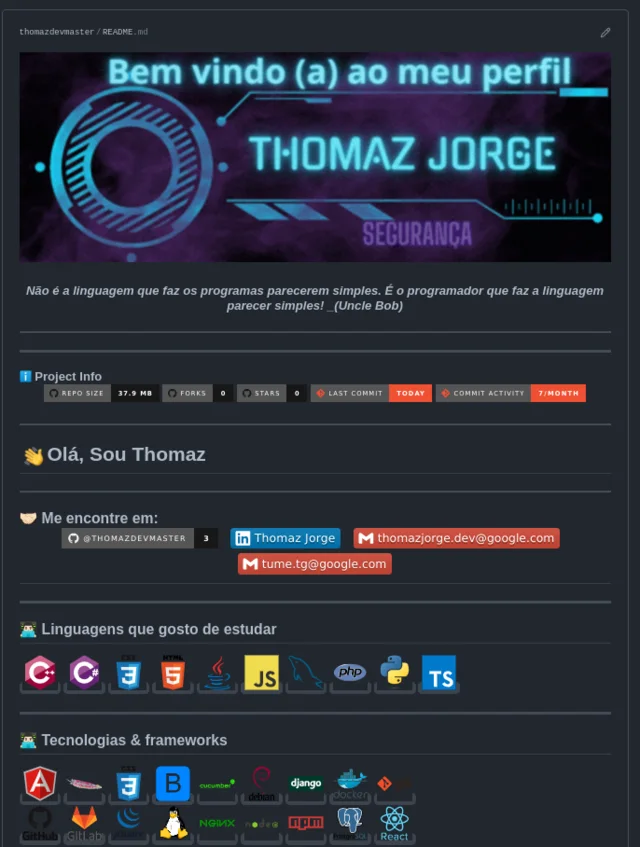 thomazdevmaster / README.md
Bem vindo (a) ao meu perfil
THOMAZ JORGE
SEGURANÇA
Não é a linguagem que faz os programas parecerem simples. É o programador que faz a linguagem
parecer simples! _(Uncle Bob)
Project Info
REPO SIZE 37.9 MB FORKS 0 STARS 0 LAST COMMIT TODAY COMMIT ACTIVITY 7/MONTH
Olá, Sou Thomaz
Me encontre em:
@THOMAZDEVMASTER 3 Thomaz Jorge thomazjorge.dev@google.com
tume.tg@google.com
Linguagens que gosto de estudar
C++ C# CSS 3 HTML 5 JS php TS
Tecnologias & frameworks
A CSS 3 B cucumber debian django docker
GitHub GitLab NGINX node npm PostgreSQL React